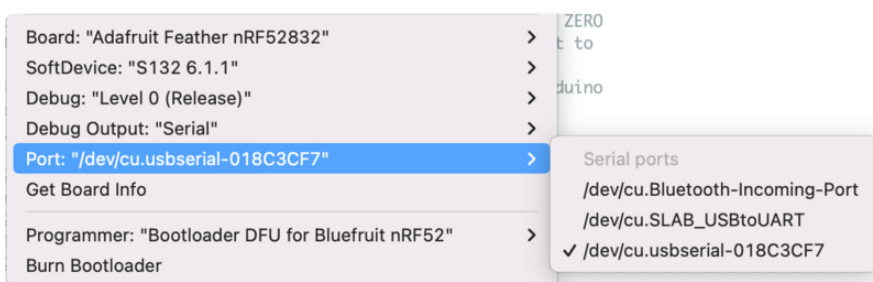 ZERO
Board: "Adafruit Feather nRF52832"
t to
SoftDevice: "S132 6.1.1"
Debug: "Level 0 (Release)"
duino
Debug Output: "Serial"
Port: "/dev/cu.usbserial-018C3CF7"
Get Board Info
Programmer: "Bootloader DFU for Bluefruit nRF52"
Burn Bootloader
Serial ports
/dev/cu.Bluetooth-Incoming-Port
/dev/cu.SLAB_USBtoUART
✓ /dev/cu.usbserial-018C3CF7